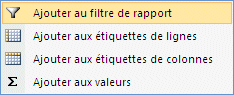 Ajouter au filtre de rapport
Ajouter aux étiquettes de lignes
Ajouter aux étiquettes de colonnes
Σ Ajouter aux valeurs